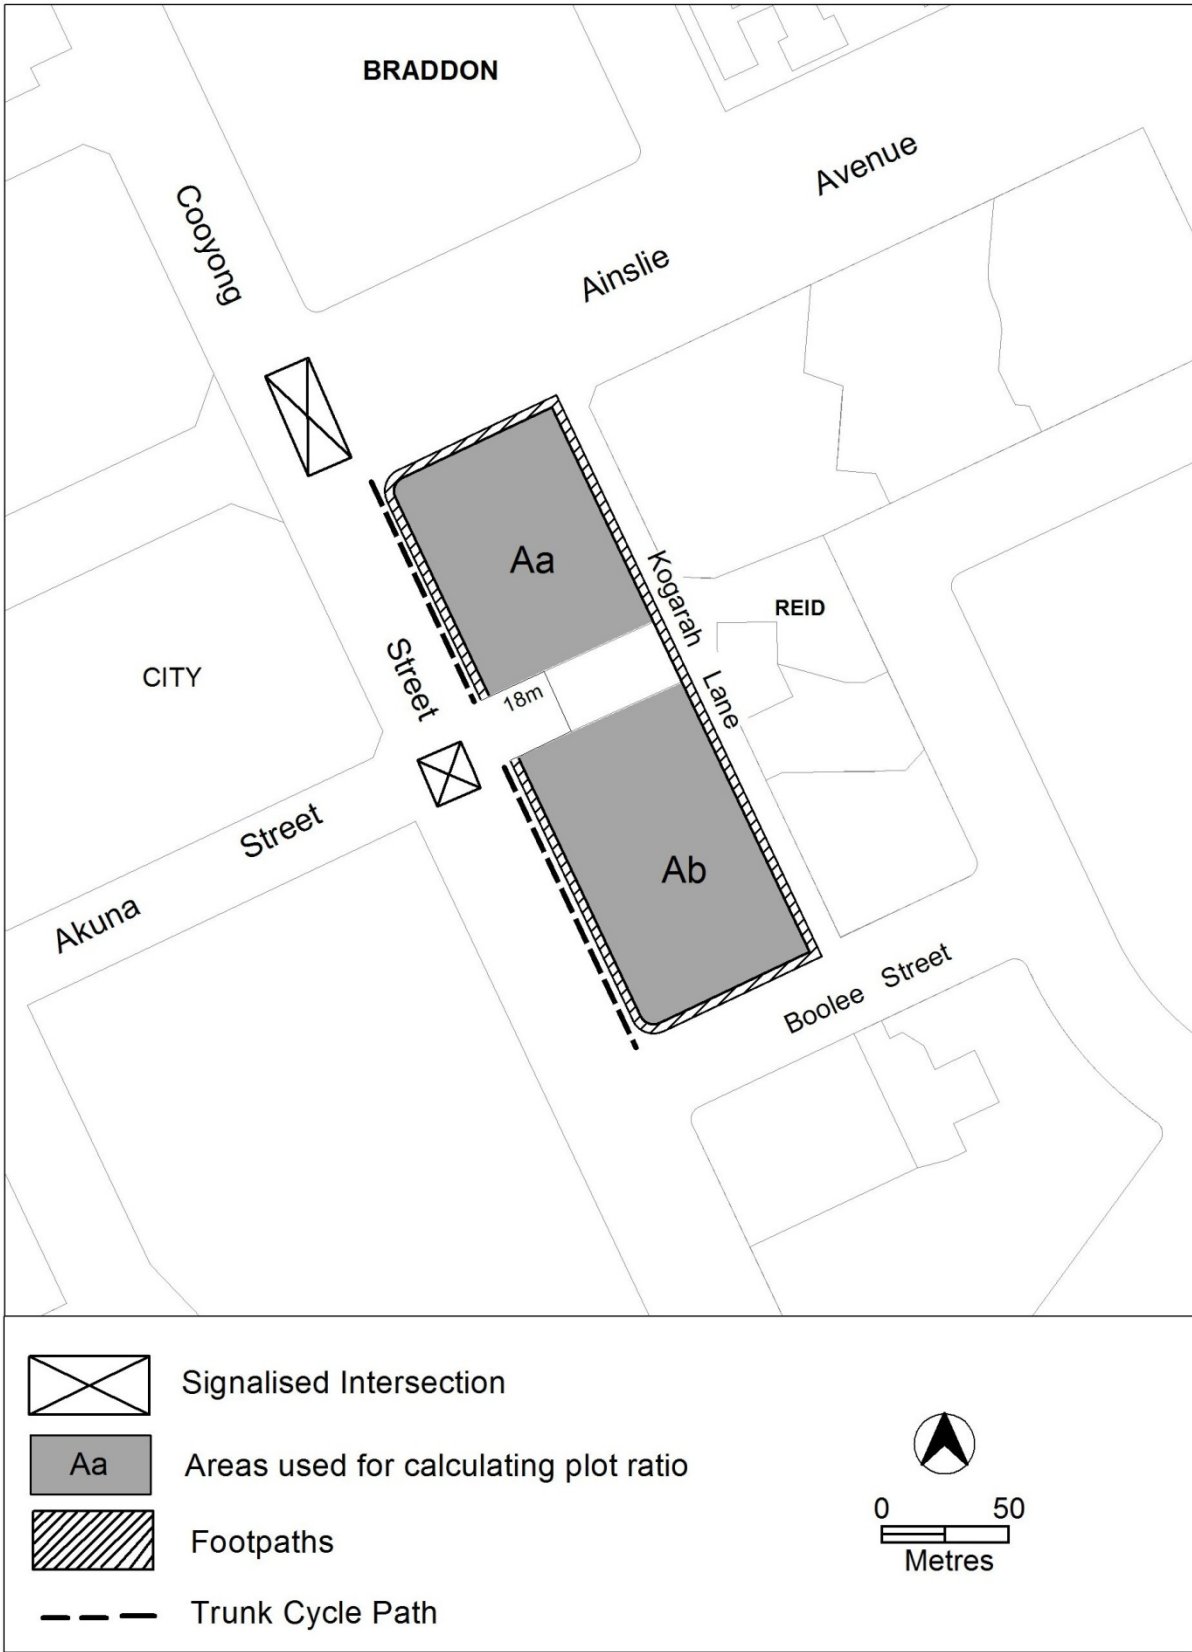 BRADDON
Avenue
Cooyong
Ainslie
Aa
Kogarah
REID
Street
CITY
18m
Lane
Street
Ab
Akuna
Boolee Street
Signalised Intersection
Aa
Areas used for calculating plot ratio
0 50
Footpaths
Metres
Trunk Cycle Path